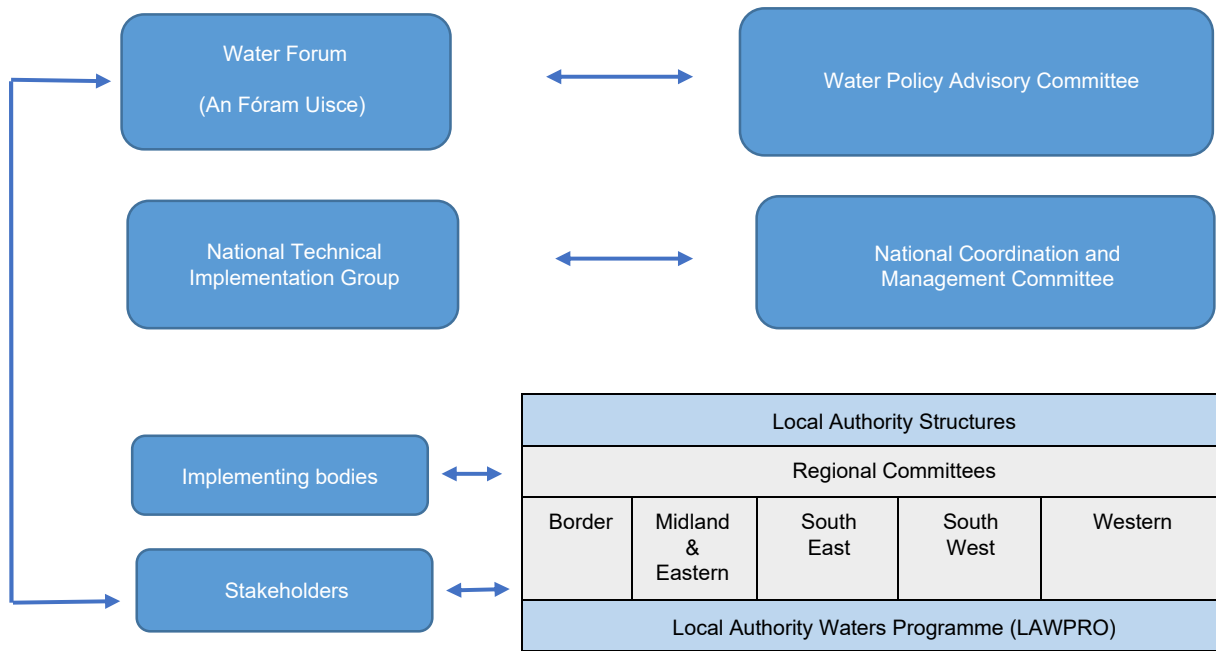 Water Forum
(An Fóram Uisce)
Water Policy Advisory Committee
National Technical
Implementation Group
National Coordination and
Management Committee
Local Authority Structures
Implementing bodies
Regional Committees
Border
Midland
&
Eastern
South
East
South
West
Western
Stakeholders
Local Authority Waters Programme (LAWPRO)